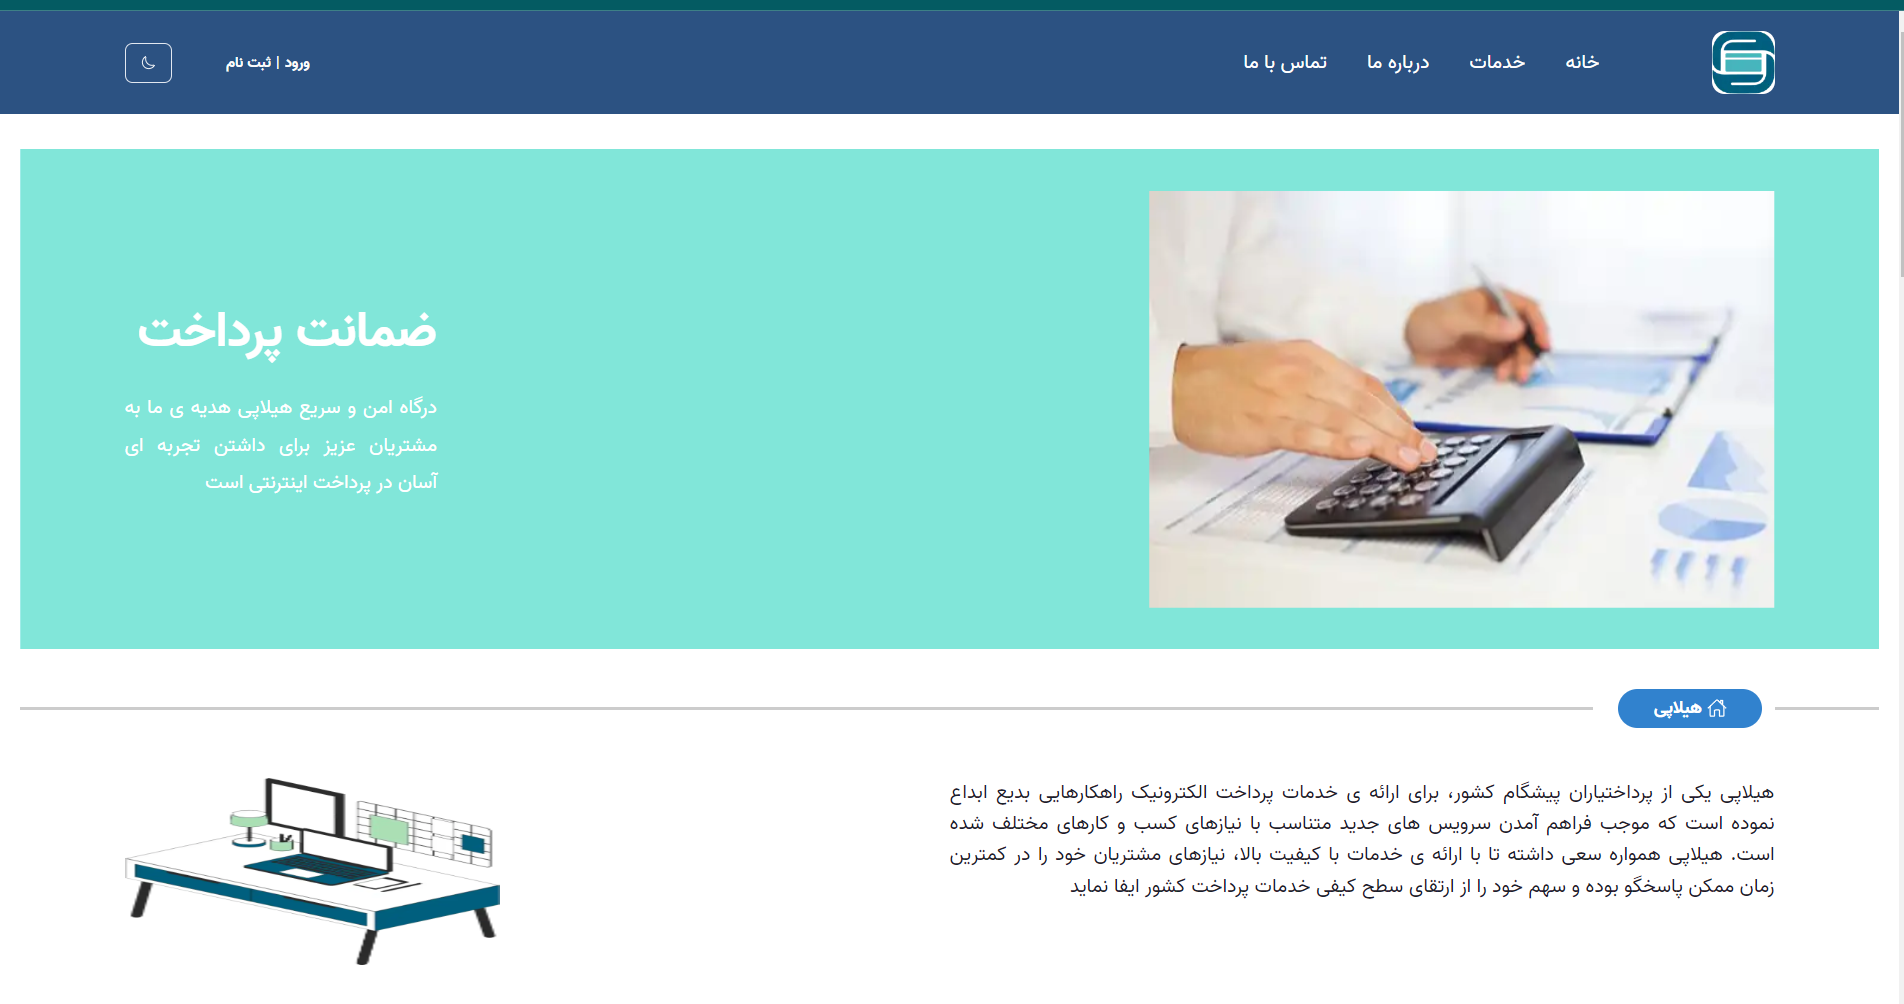 خانه
خدمات
درباره ما
تماس با ما
ورود | ثبت نام
ضمانت پرداخت
درگاه امن و سریع هیلاپی هدیه ی ما به
مشتریان عزیز برای داشتن تجربه ای
آسان در پرداخت اینترنتی است
هیلاپی
هیلاپی یکی از پرداختیاران پیشگام کشور، برای ارائه ی خدمات پرداخت الکترونیک راهکارهایی بدیع ابداع
نموده است که موجب فراهم آمدن سرویس های جدید متناسب با نیازهای کسب و کارهای مختلف شده
است. هیلاپی همواره سعی داشته تا با ارائه ی خدمات با کیفیت بالا، نیازهای مشتریان خود را در کمترین
زمان ممکن پاسخگو بوده و سهم خود را از ارتقای سطح کیفی خدمات پرداخت کشور ایفا نماید